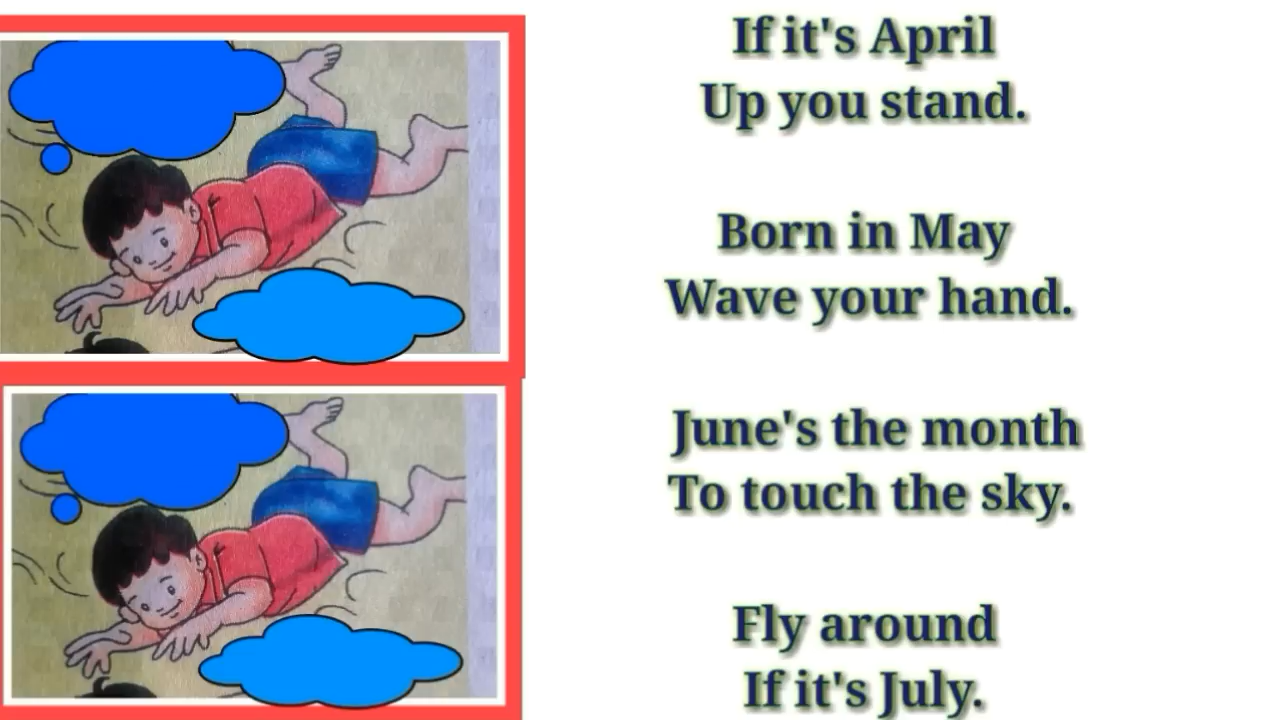 If it's April
Up you stand.
Born in May
Wave your hand.
June's the month
To touch the sky.
Fly around
If it's July.